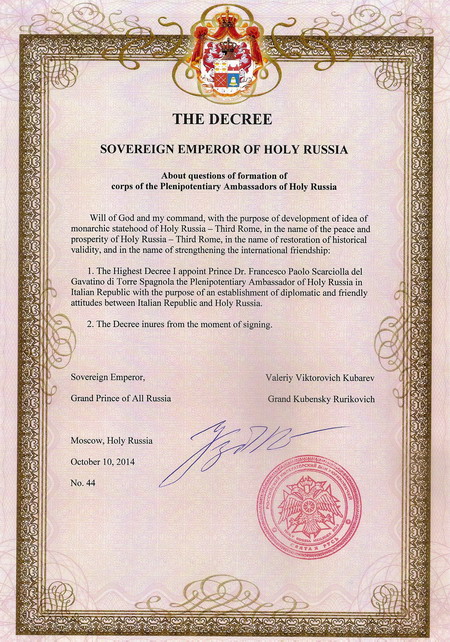 THE DECREE
SOVEREIGN EMPEROR OF HOLY RUSSIA
About questions of formation of
corps of the Plenipotentiary Ambassadors of Holy Russia
Will of God and my command, with the purpose of development of idea of
monarchic statehood of Holy Russia – Third Rome, in the name of the peace and
prosperity of Holy Russia – Third Rome, in the name of restoration of historical
validity, and in the name of strengthening the international friendship:
1. The Highest Decree I appoint Prince Dr. Francesco Paolo Scarciolla del
Gavatino di Torre Spagnola the Plenipotentiary Ambassador of Holy Russia in
Italian Republic with the purpose of an establishment of diplomatic and friendly
attitudes between Italian Republic and Holy Russia.
2. The Decree inures from the moment of signing.
Sovereign Emperor, Valeriy Viktorovich Kubarev
Grand Prince of All Russia Grand Kubensky Rurikovich
Moscow, Holy Russia
October 10, 2014
No. 44